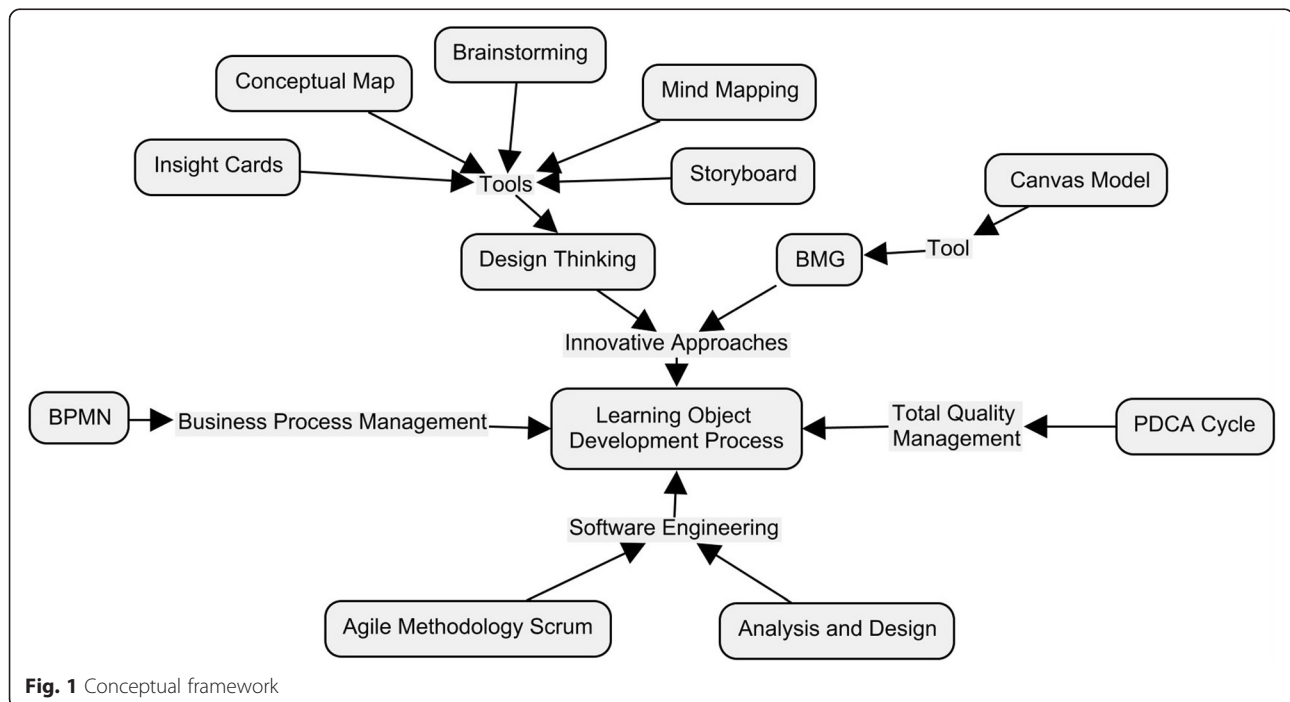 Brainstorming
Conceptual Map
Mind Mapping
Insight Cards
Storyboard
Canvas Model
Tools
Design Thinking
BMG
Tool
Innovative Approaches
BPMN
Business Process Management
Learning Object
Development Process
Total Quality
Management
PDCA Cycle
Software Engineering
Agile Methodology Scrum
Analysis and Design
Fig. 1 Conceptual framework